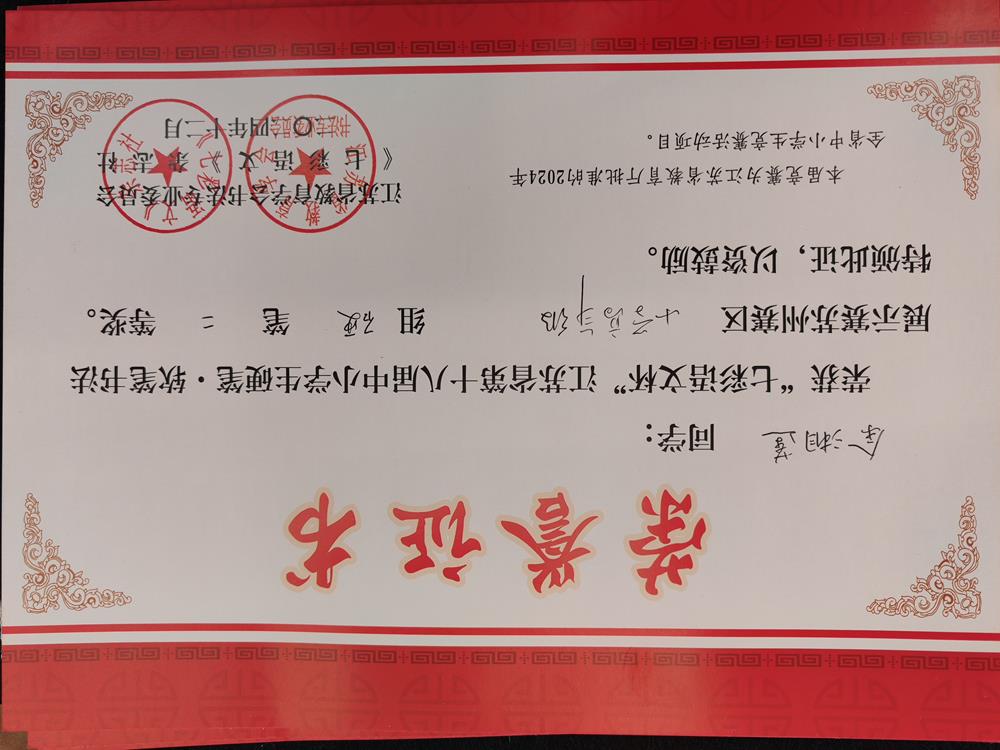 荣誉证书
余湘莲 同学：
荣获“七彩语文杯”江苏省第十八届中小学生硬笔·软笔书法
展示赛苏州赛区 小学高年级 组 硬 笔 二 等奖。
特颁此证，以资鼓励。
本届竞赛为江苏省教育厅批准的2024年
全省中小学生竞赛活动项目。
江苏省教育学会书法专业委员会
《七彩语文》杂志社
二〇二四年十二月